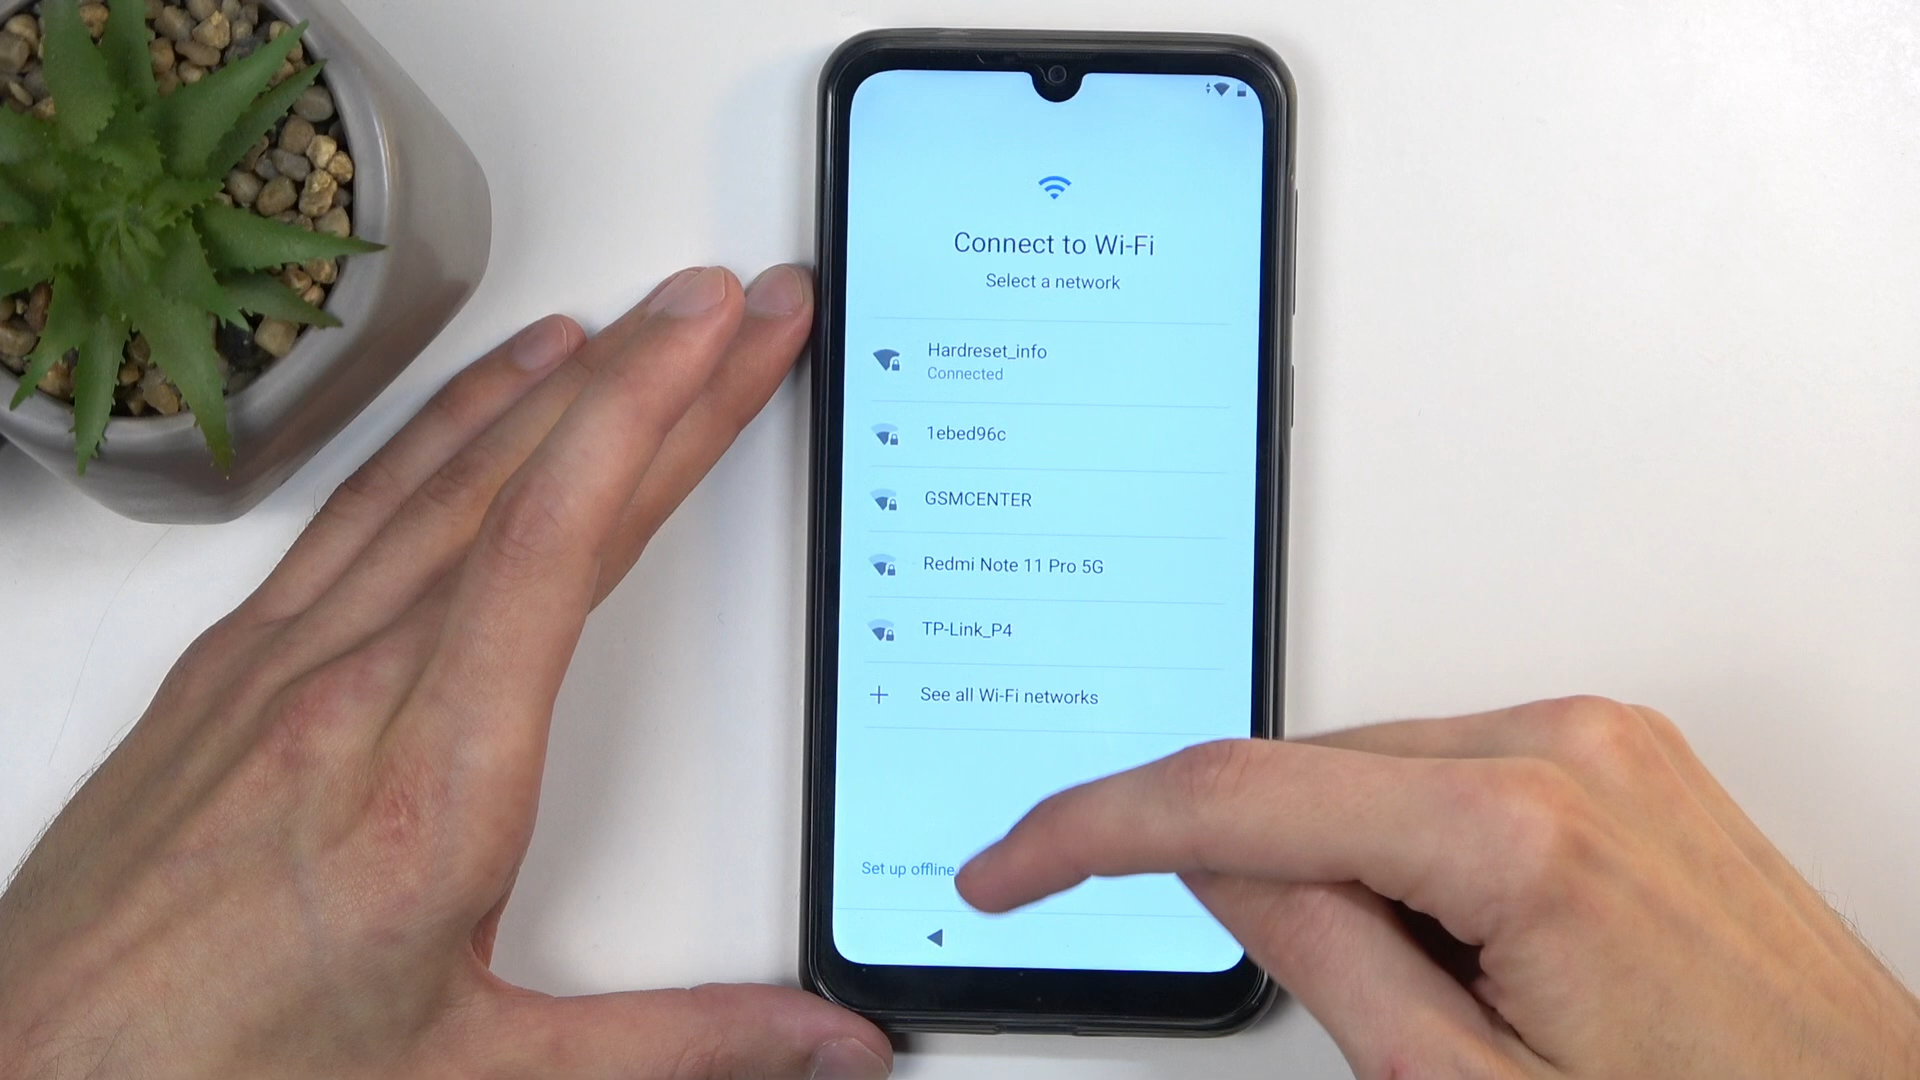 Connect to Wi-Fi
Select a network
Hardreset_info
Connected
1ebed96c
GSMCENTER
Redmi Note 11 Pro 5G
TP-Link_P4
See all Wi-Fi networks
Set up offline